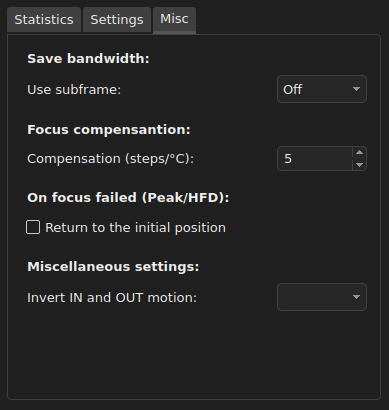 Statistics Settings Misc
Save bandwidth:
Use subframe: Off
Focus compensantion:
Compensation (steps/°C): 5
On focus failed (Peak/HFD):
Return to the initial position
Miscellaneous settings:
Invert IN and OUT motion: